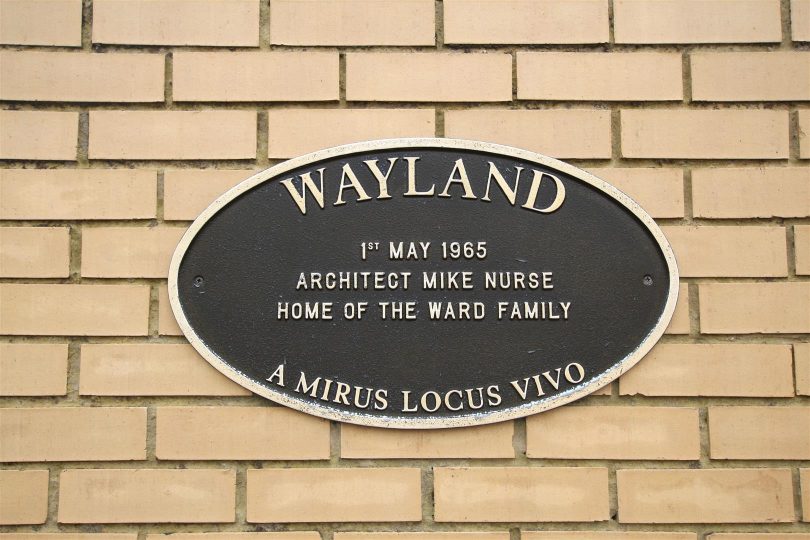 WAYLAND
1ST MAY 1965
ARCHITECT MIKE NURSE
HOME OF THE WARD FAMILY
A MIRUS LOCUS VIVO